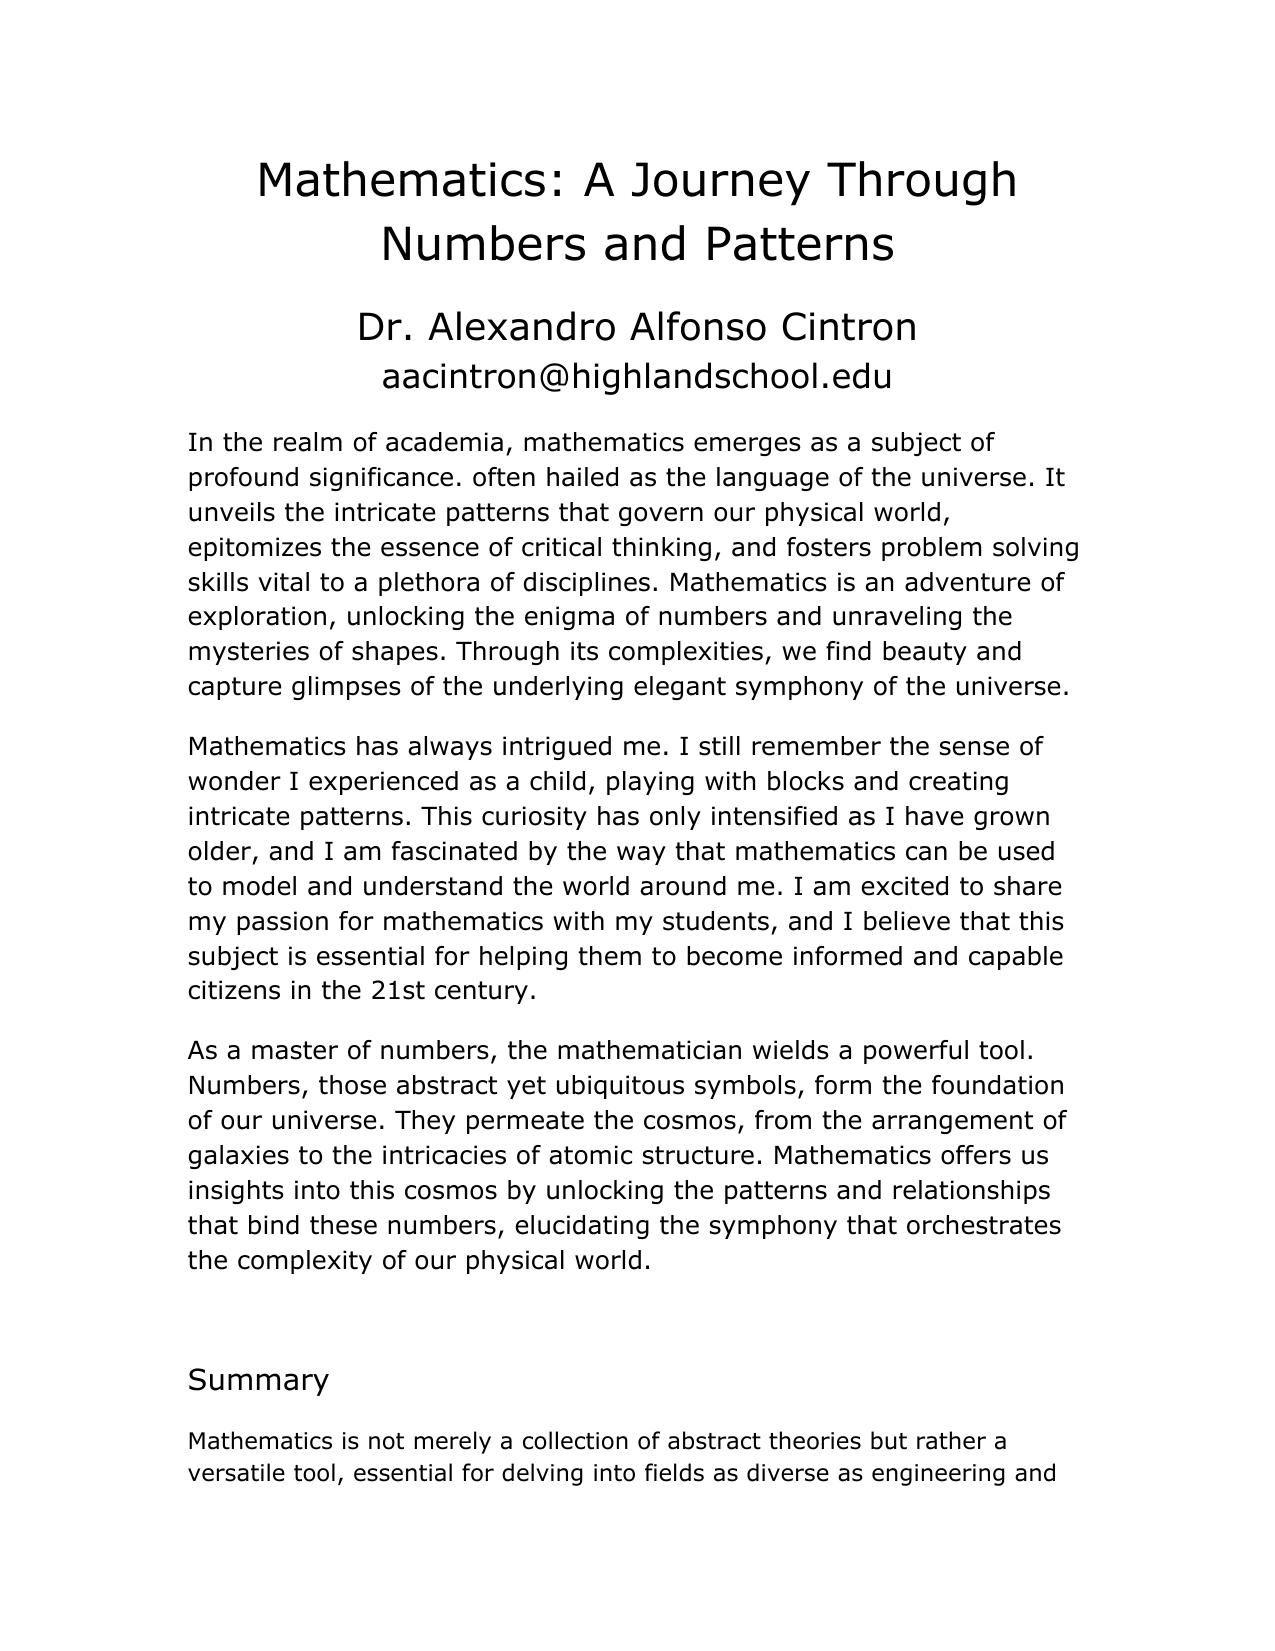 Mathematics: A Journey Through
Numbers and Patterns
Dr. Alexandro Alfonso Cintron
aacintron@highlandschool.edu
In the realm of academia, mathematics emerges as a subject of
profound significance. often hailed as the language of the universe. It
unveils the intricate patterns that govern our physical world,
epitomizes the essence of critical thinking, and fosters problem solving
skills vital to a plethora of disciplines. Mathematics is an adventure of
exploration, unlocking the enigma of numbers and unraveling the
mysteries of shapes. Through its complexities, we find beauty and
capture glimpses of the underlying elegant symphony of the universe.
Mathematics has always intrigued me. I still remember the sense of
wonder I experienced as a child, playing with blocks and creating
intricate patterns. This curiosity has only intensified as I have grown
older, and I am fascinated by the way that mathematics can be used
to model and understand the world around me. I am excited to share
my passion for mathematics with my students, and I believe that this
subject is essential for helping them to become informed and capable
citizens in the 21st century.
As a master of numbers, the mathematician wields a powerful tool.
Numbers, those abstract yet ubiquitous symbols, form the foundation
of our universe. They permeate the cosmos, from the arrangement of
galaxies to the intricacies of atomic structure. Mathematics offers us
insights into this cosmos by unlocking the patterns and relationships
that bind these numbers, elucidating the symphony that orchestrates
the complexity of our physical world.
Summary
Mathematics is not merely a collection of abstract theories but rather a
versatile tool, essential for delving into fields as diverse as engineering and